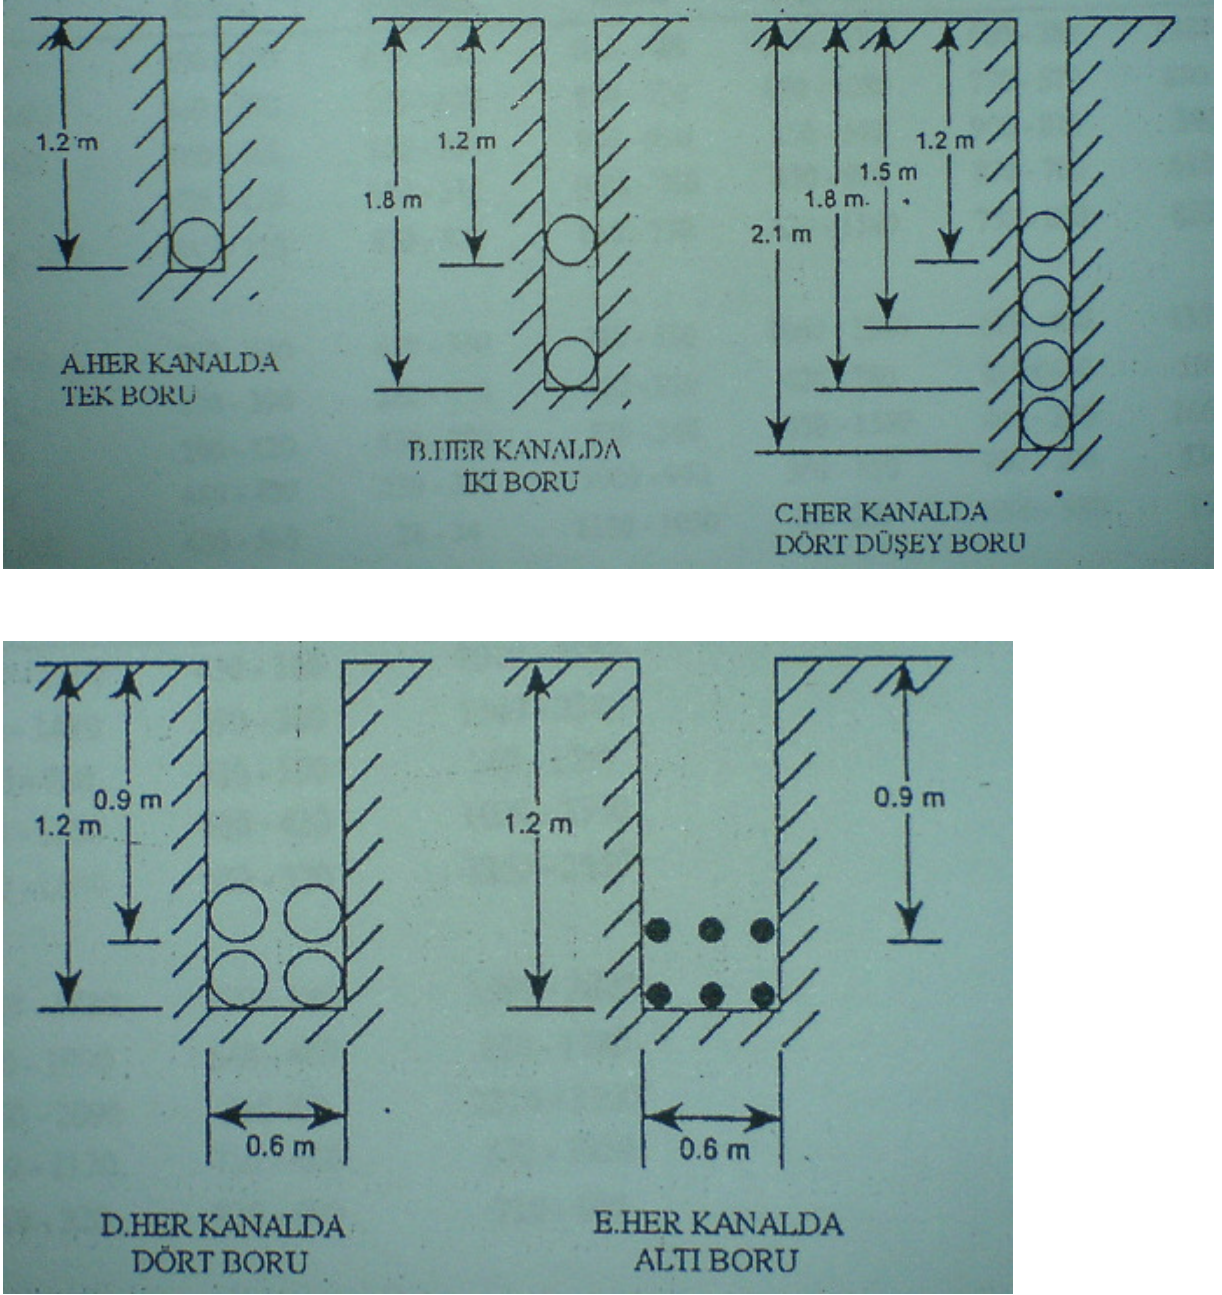 1.2 m
1.2 m
1.8 m
1.2 m
1.5 m
1.8 m.
2.1 m
A.HER KANALDA
TEK BORU
B.HER KANALDA
İKİ BORU
C.HER KANALDA
DÖRT DÜŞEY BORU
0.9 m
1.2 m
0.6 m
1.2 m
0.9 m
0.6 m
D.HER KANALDA
DÖRT BORU
E.HER KANALDA
ALTI BORU